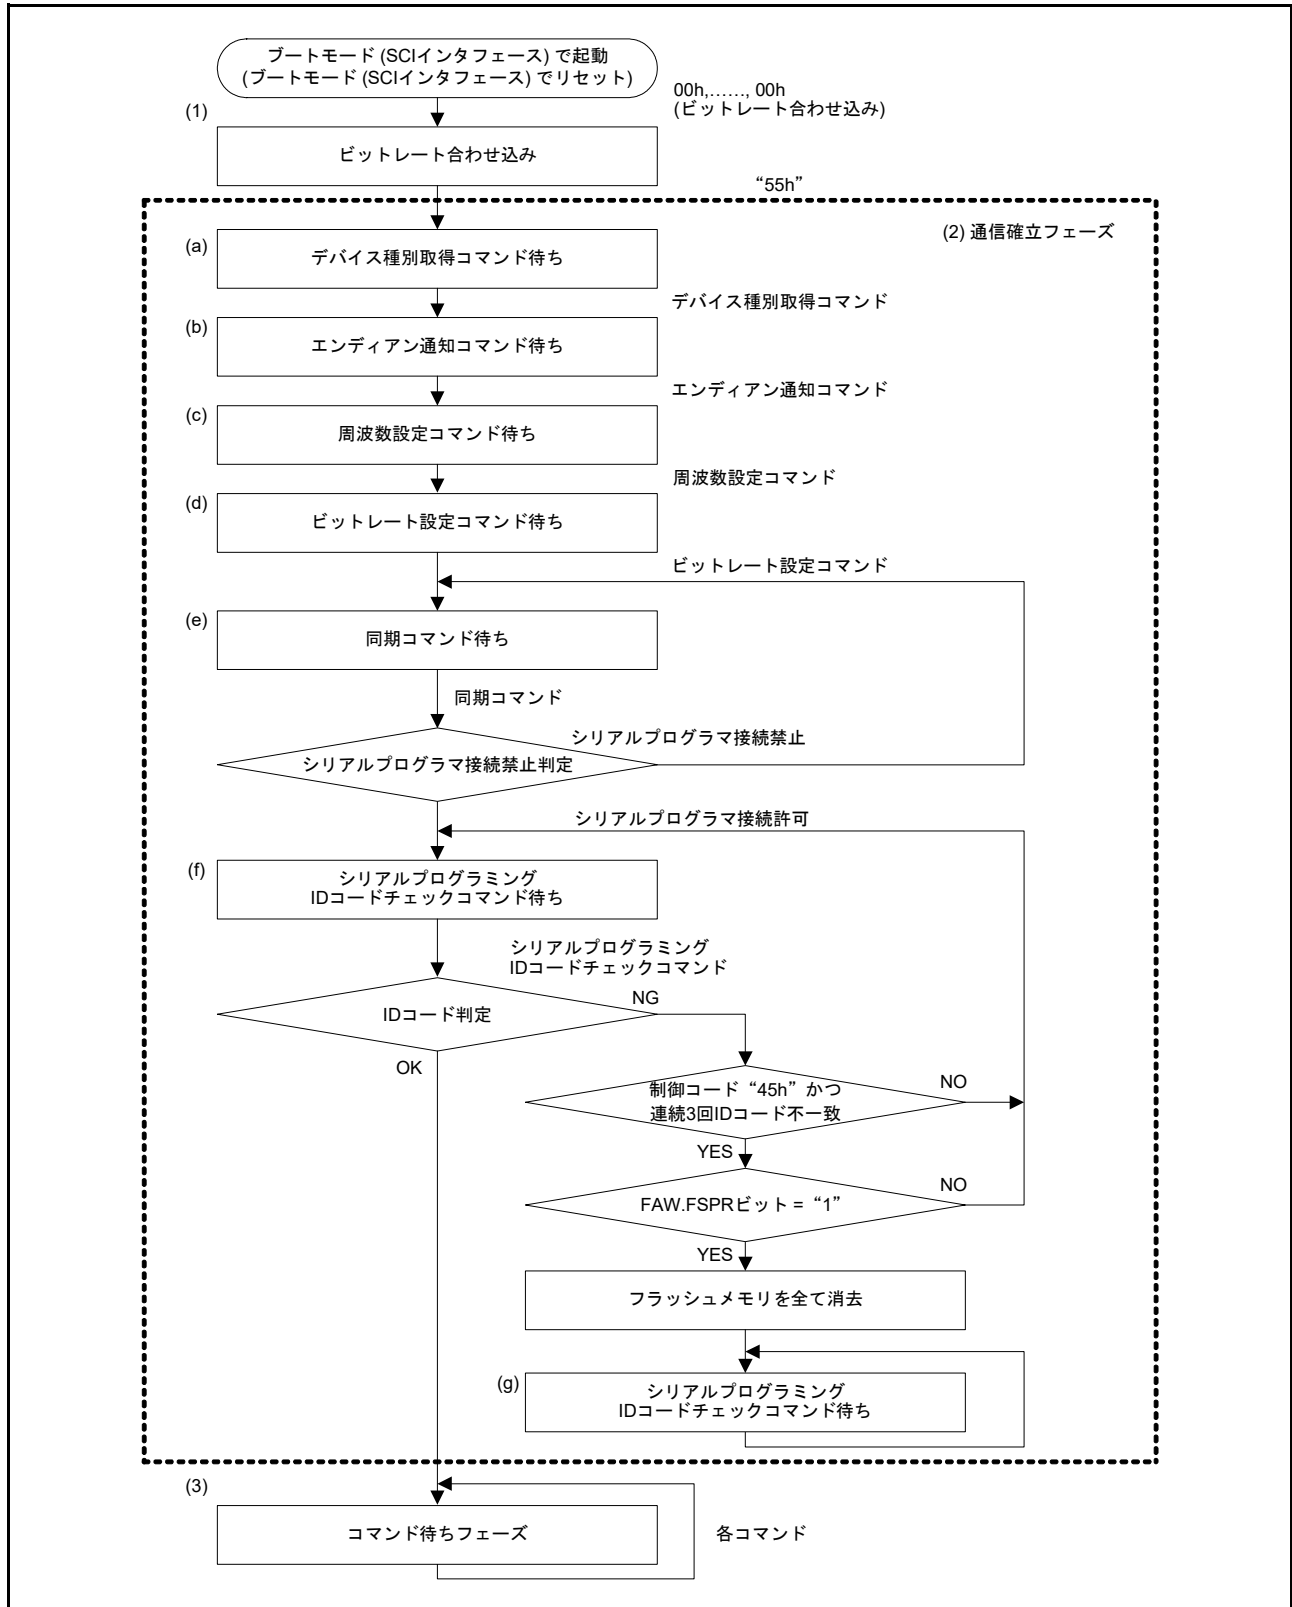 ブートモード (SCIインタフェース) で起動
(ブートモード (SCIインタフェース) でリセット)
00h,……, 00h
(ビットレート合わせ込み)
(1)
ビットレート合わせ込み
“55h”
(2) 通信確立フェーズ
(a)
デバイス種別取得コマンド待ち
デバイス種別取得コマンド
(b)
エンディアン通知コマンド待ち
エンディアン通知コマンド
(c)
周波数設定コマンド待ち
周波数設定コマンド
(d)
ビットレート設定コマンド待ち
ビットレート設定コマンド
(e)
同期コマンド待ち
同期コマンド
シリアルプログラマ接続禁止
シリアルプログラマ接続禁止判定
シリアルプログラマ接続許可
(f)
シリアルプログラミング
IDコードチェックコマンド待ち
シリアルプログラミング
IDコードチェックコマンド
NG
IDコード判定
OK
制御コード“45h”かつ
連続3回IDコード不一致
NO
YES
FAW.FSPRビット = “1”
NO
YES
フラッシュメモリを全て消去
(g)
シリアルプログラミング
IDコードチェックコマンド待ち
(3)
コマンド待ちフェーズ
各コマンド